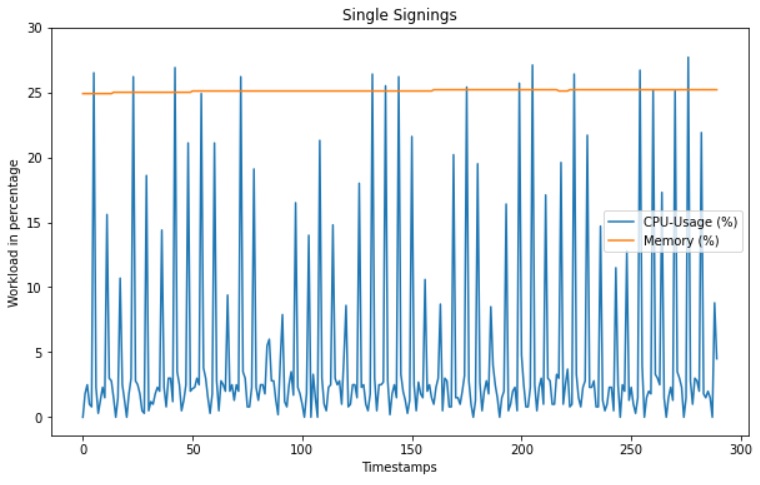 Single Signings
30
25
20
15
10
5
0
Workload in percentage
CPU-Usage (%)
Memory (%)
0 50 100 150 200 250 300
Timestamps